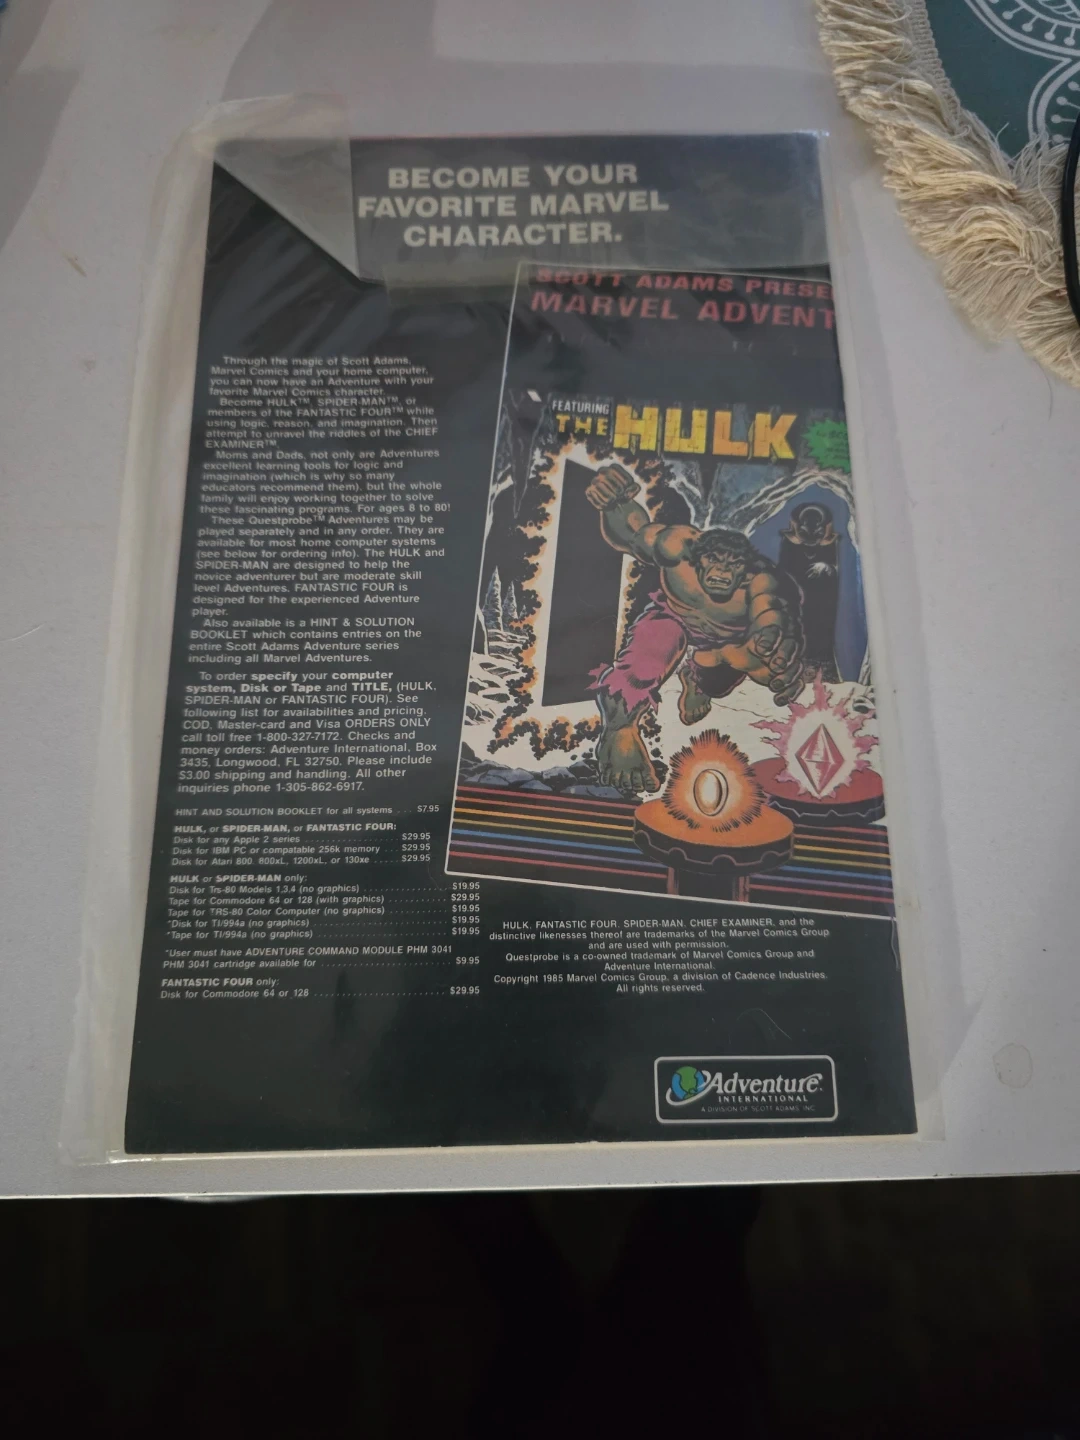 BECOME YOUR
FAVORITE MARVEL
CHARACTER.
SCOTT ADAMS PRESE
MARVEL ADVENT
FEATURING
THE HULK
Through the magic of Scott Adams,
Marvel Comics and your home computer,
you can now have an Adventure with your
favorite Marvel Comics character.
Become HULK™, SPIDER-MAN™, or
members of the FANTASTIC FOUR™ while
using logic, reason, and imagination. Then
attempt to unravel the riddles of the CHIEF
EXAMINER™.
Moms and Dads, not only are Adventures
excellent learning tools for logic and
imagination (which is why so many
educators recommend them), but the whole
family will enjoy working together to solve
these fascinating programs. For ages 8 to 80!
These Questprobe™ Adventures may be
played separately and in any order. They are
available for most home computer systems
(see below for ordering info). The HULK and
SPIDER-MAN are designed to help the
novice adventurer but are moderate skill
level Adventures. FANTASTIC FOUR is
designed for the experienced Adventure
player.
Also available is a HINT & SOLUTION
BOOKLET which contains entries on the
entire Scott Adams Adventure series
including all Marvel Adventures.
To order specify your computer
system, Disk or Tape and TITLE, (HULK,
SPIDER-MAN or FANTASTIC FOUR). See
following list for availabilities and pricing.
COD, Master-card and Visa ORDERS ONLY
call toll free 1-800-327-7172. Checks and
money orders: Adventure International, Box
3435, Longwood, FL 32750. Please include
$3.00 shipping and handling. All other
inquiries phone 1-305-862-6917.
HINT AND SOLUTION BOOKLET for all systems ... $7.95
HULK, or SPIDER-MAN, or FANTASTIC FOUR:
Disk for any Apple 2 series ................ $29.95
Disk for IBM PC or compatable 256k memory ... $29.95
Disk for Atari 800, 800xL, 1200xL, or 130xe ..... $29.95
HULK or SPIDER-MAN only:
Disk for Trs-80 Models 1,3,4 (no graphics) ................ $19.95
Tape for Commodore 64 or 128 (with graphics) ............ $29.95
Tape for TRS-80 Color Computer (no graphics) ............ $19.95
*Disk for TI/994a (no graphics) ......................... $19.95
*Tape for TI/994a (no graphics) ......................... $19.95
*User must have ADVENTURE COMMAND MODULE PHM 3041
PHM 3041 cartridge available for ........................ $9.95
FANTASTIC FOUR only:
Disk for Commodore 64 or 128 ........................ $29.95
HULK, FANTASTIC FOUR, SPIDER-MAN, CHIEF EXAMINER, and the
distinctive likenesses thereof are trademarks of the Marvel Comics Group
and are used with permission.
Questprobe is a co-owned trademark of Marvel Comics Group and
Adventure International.
Copyright 1985 Marvel Comics Group, a division of Cadence Industries.
All rights reserved.
Adventure
INTERNATIONAL
A DIVISION OF SCOTT ADAMS, INC.